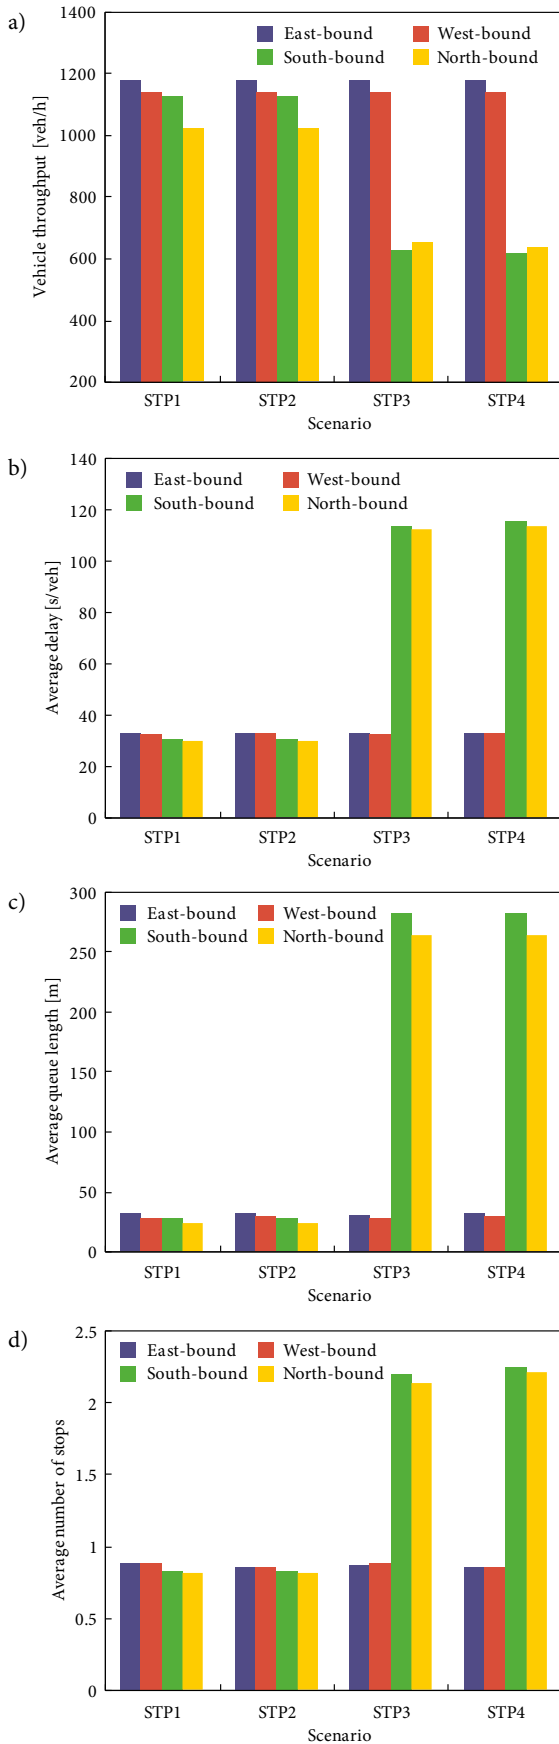 a)
Vehicle throughput [veh/h]
1400
1200
1000
800
600
400
200
East-bound West-bound
South-bound North-bound
STP1 STP2 STP3 STP4
Scenario
b)
Average delay [s/veh]
140
120
100
80
60
40
20
0
East-bound West-bound
South-bound North-bound
STP1 STP2 STP3 STP4
Scenario
c)
Average queue length [m]
300
250
200
150
100
50
0
East-bound West-bound
South-bound North-bound
STP1 STP2 STP3 STP4
Scenario
d)
Average number of stops
2.5
2
1.5
1
0.5
0
East-bound West-bound
South-bound North-bound
STP1 STP2 STP3 STP4
Scenario